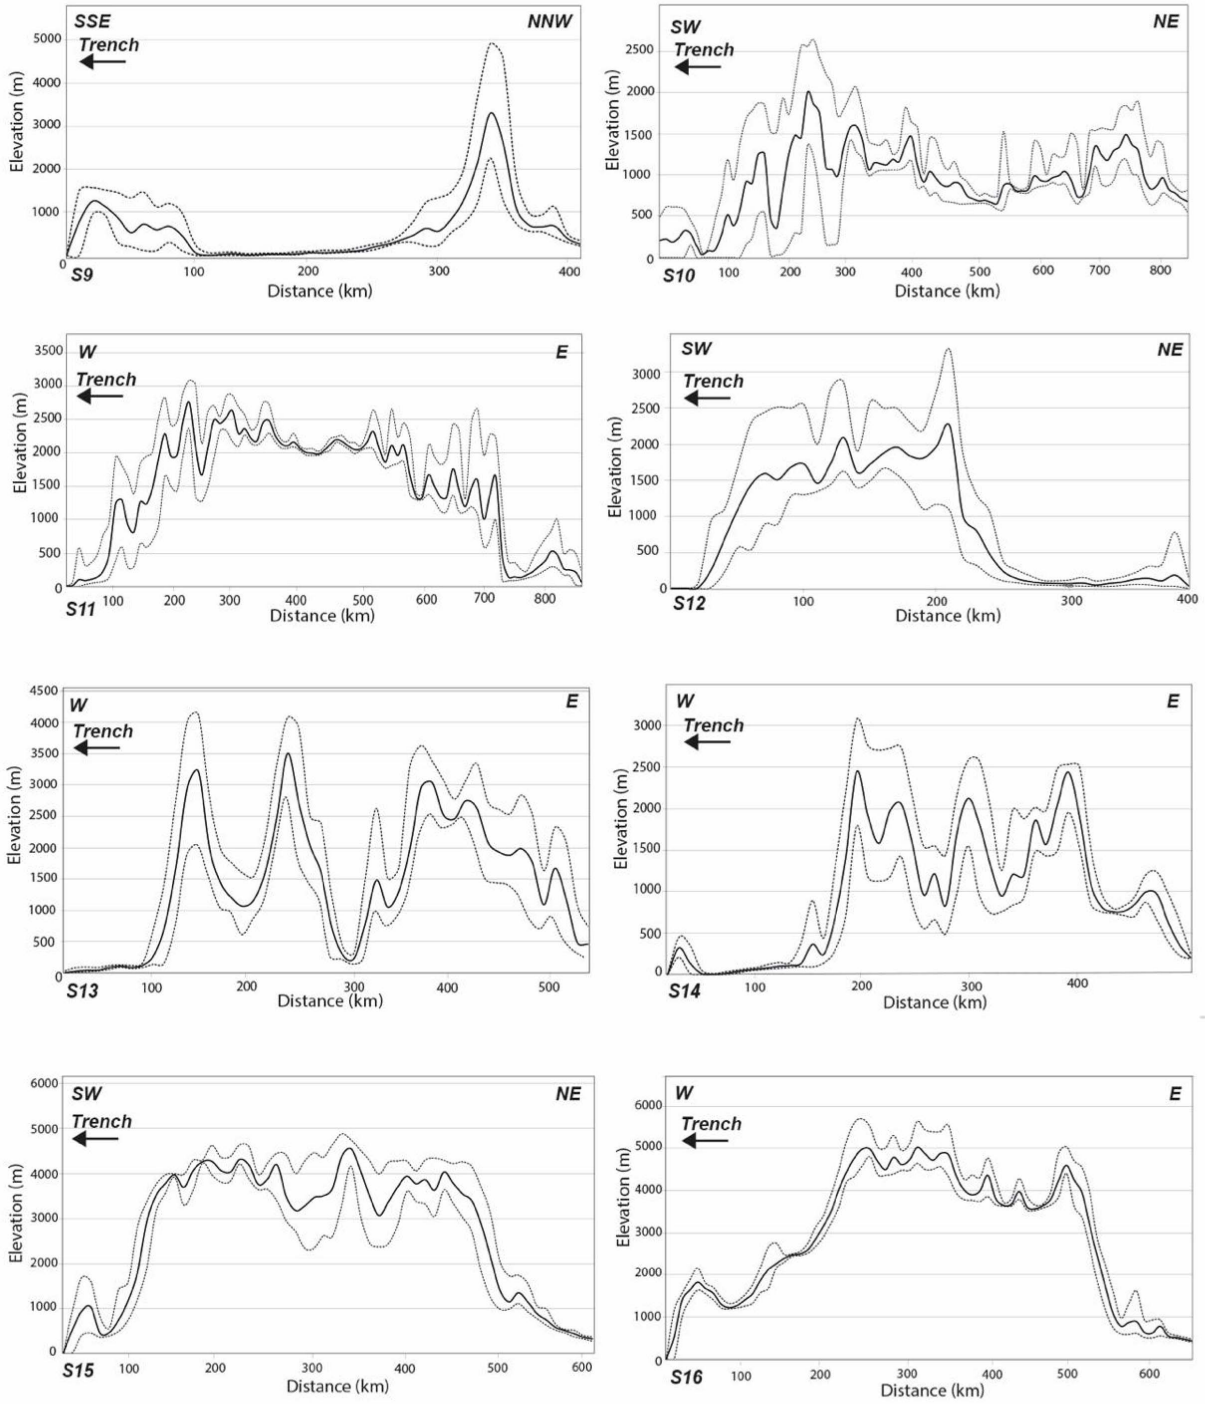 SSE NNW
Trench
5000
4000
3000
2000
1000
0
Elevation (m)
100 200 300 400
S9
Distance (km)
SW NE
Trench
2500
2000
1500
1000
500
0
Elevation (m)
100 200 300 400 500 600 700 800
S10
Distance (km)
W E
Trench
3500
3000
2500
2000
1500
1000
500
0
Elevation (m)
100 200 300 400 500 600 700 800
S11
Distance (km)
SW NE
Trench
3000
2500
2000
1500
1000
500
0
Elevation (m)
100 200 300 400
S12
Distance (km)
W E
Trench
4500
4000
3500
3000
2500
2000
1500
1000
500
0
Elevation (m)
100 200 300 400 500
S13
Distance (km)
W E
Trench
3000
2500
2000
1500
1000
500
0
Elevation (m)
100 200 300 400
S14
Distance (km)
SW NE
Trench
6000
5000
4000
3000
2000
1000
0
Elevation (m)
100 200 300 400 500 600
S15
Distance (km)
W E
Trench
6000
5000
4000
3000
2000
1000
0
Elevation (m)
100 200 300 400 500 600
S16
Distance (km)